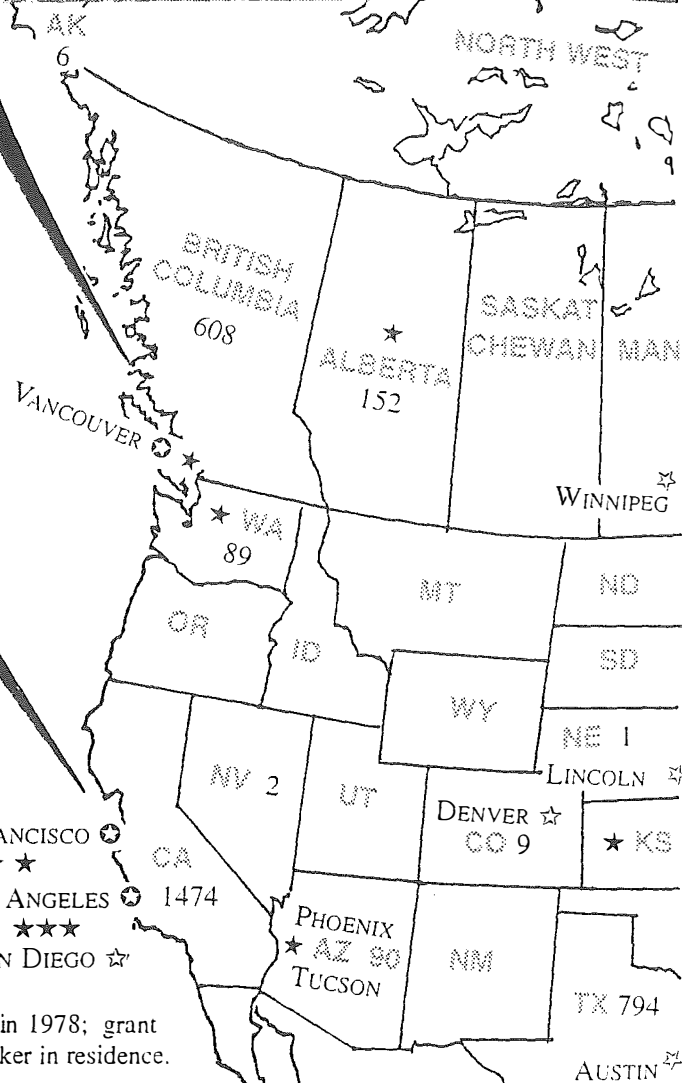 AK
6
NORTH WEST
BRITISH
COLUMBIA
608
ALBERTA
152
SASKAT
CHEWAN
MAN
VANCOUVER
WINNIPEG
WA
89
MT
ND
OR
ID
SD
WY
NE 1
LINCOLN
NV 2
UT
DENVER
CO 9
KS
ANCISCO
CA
1474
ANGELES
N DIEGO
PHOENIX
AZ 90
TUCSON
NM
TX 794
AUSTIN
in 1978; grant
ker in residence.